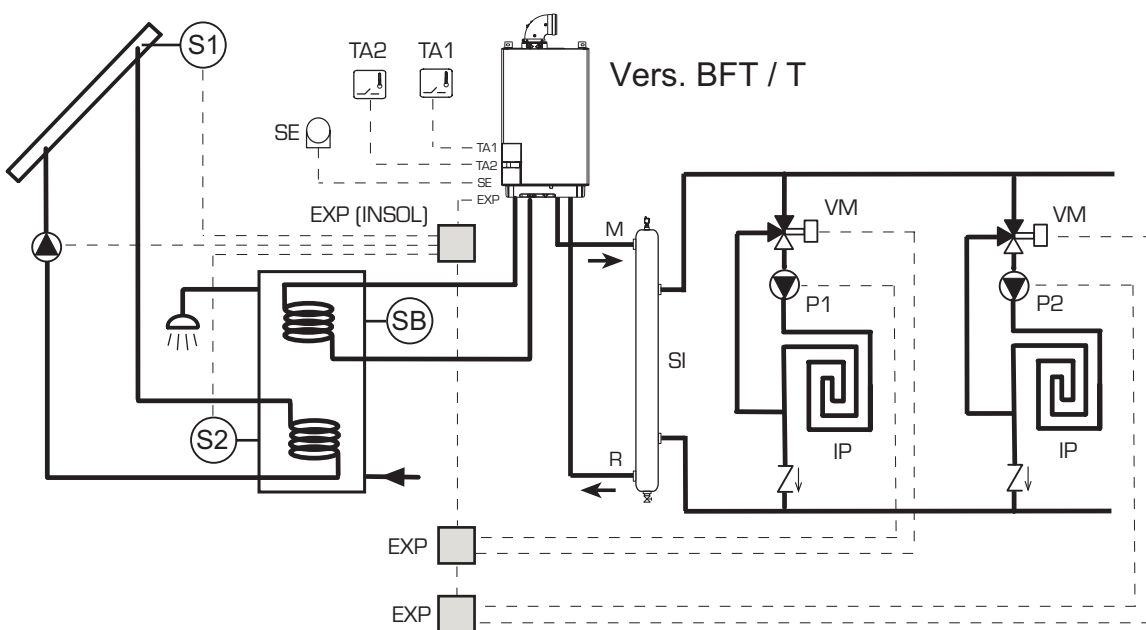 S1
TA2
TA1
Vers. BFT / T
SE
TA1
TA2
SE
EXP
EXP (INSOL)
M
VM
VM
SB
P1
P2
SI
S2
R
IP
IP
EXP
EXP